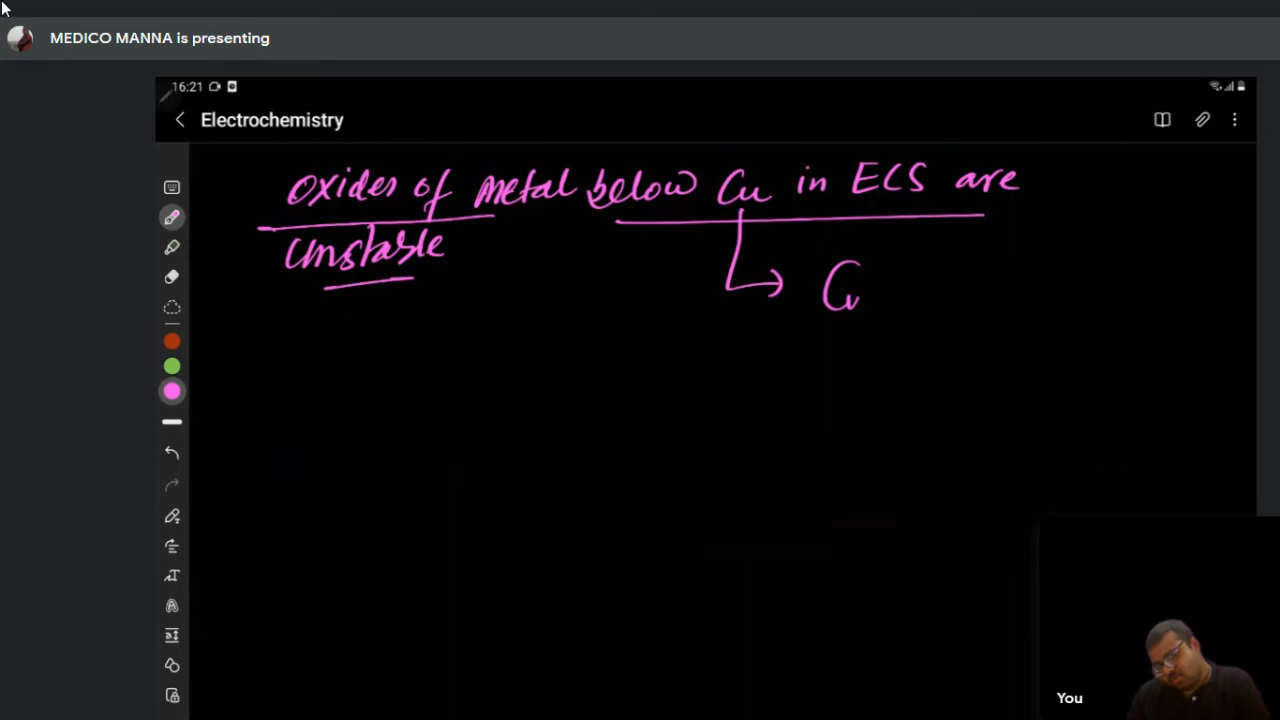 MEDICO MANNA is presenting
16:21
Electrochemistry
oxides of metal below Cu in ECS are
unstable
Cu
You